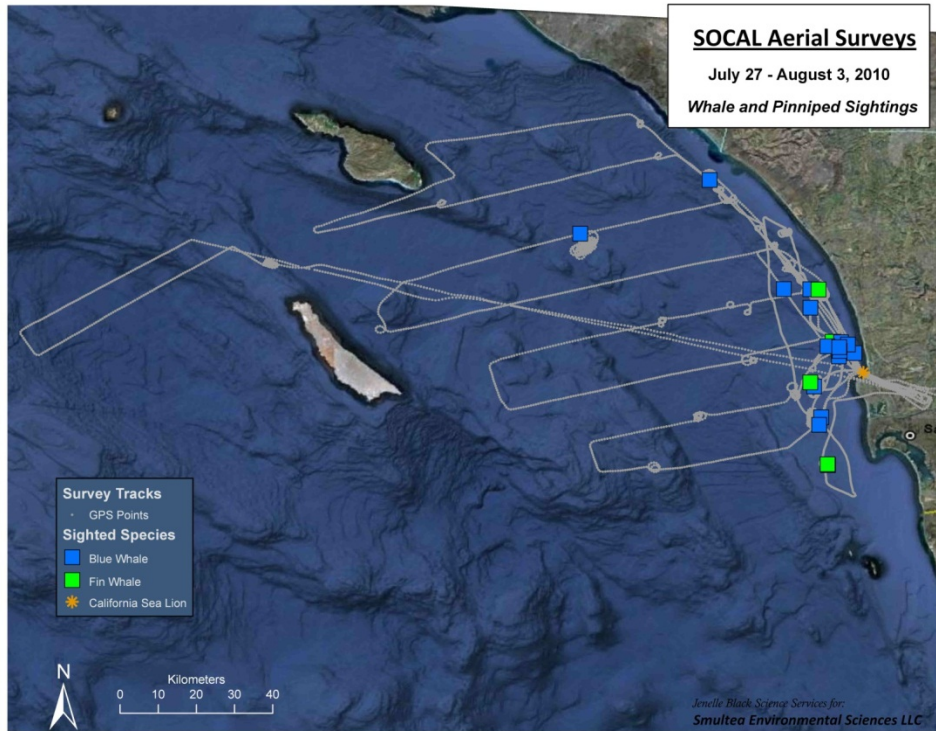 SOCAL Aerial Surveys
July 27 - August 3, 2010
Whale and Pinniped Sightings
Survey Tracks
GPS Points
Sighted Species
Blue Whale
Fin Whale
California Sea Lion
N
Kilometers
0 10 20 30 40
Jenelle Black Science Services for:
Smultea Environmental Sciences LLC